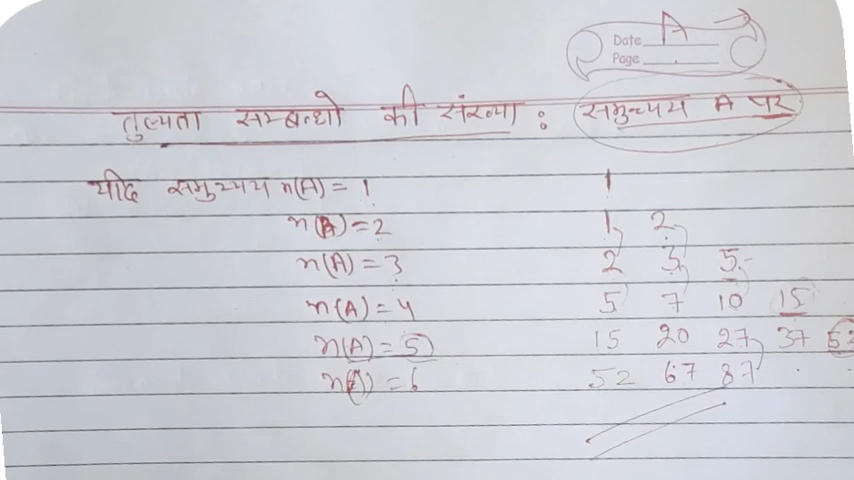 A
Date
Page
तुल्यता सम्बन्धो की संख्या : समुच्चय A पर
यदि समुच्चय n(A) = 1 1
n(A) = 2 1 2
n(A) = 3 2 3 5
n(A) = 4 5 7 10 15
n(A) = 5 15 20 27 37 52
n(A) = 6 52 67 87 . .